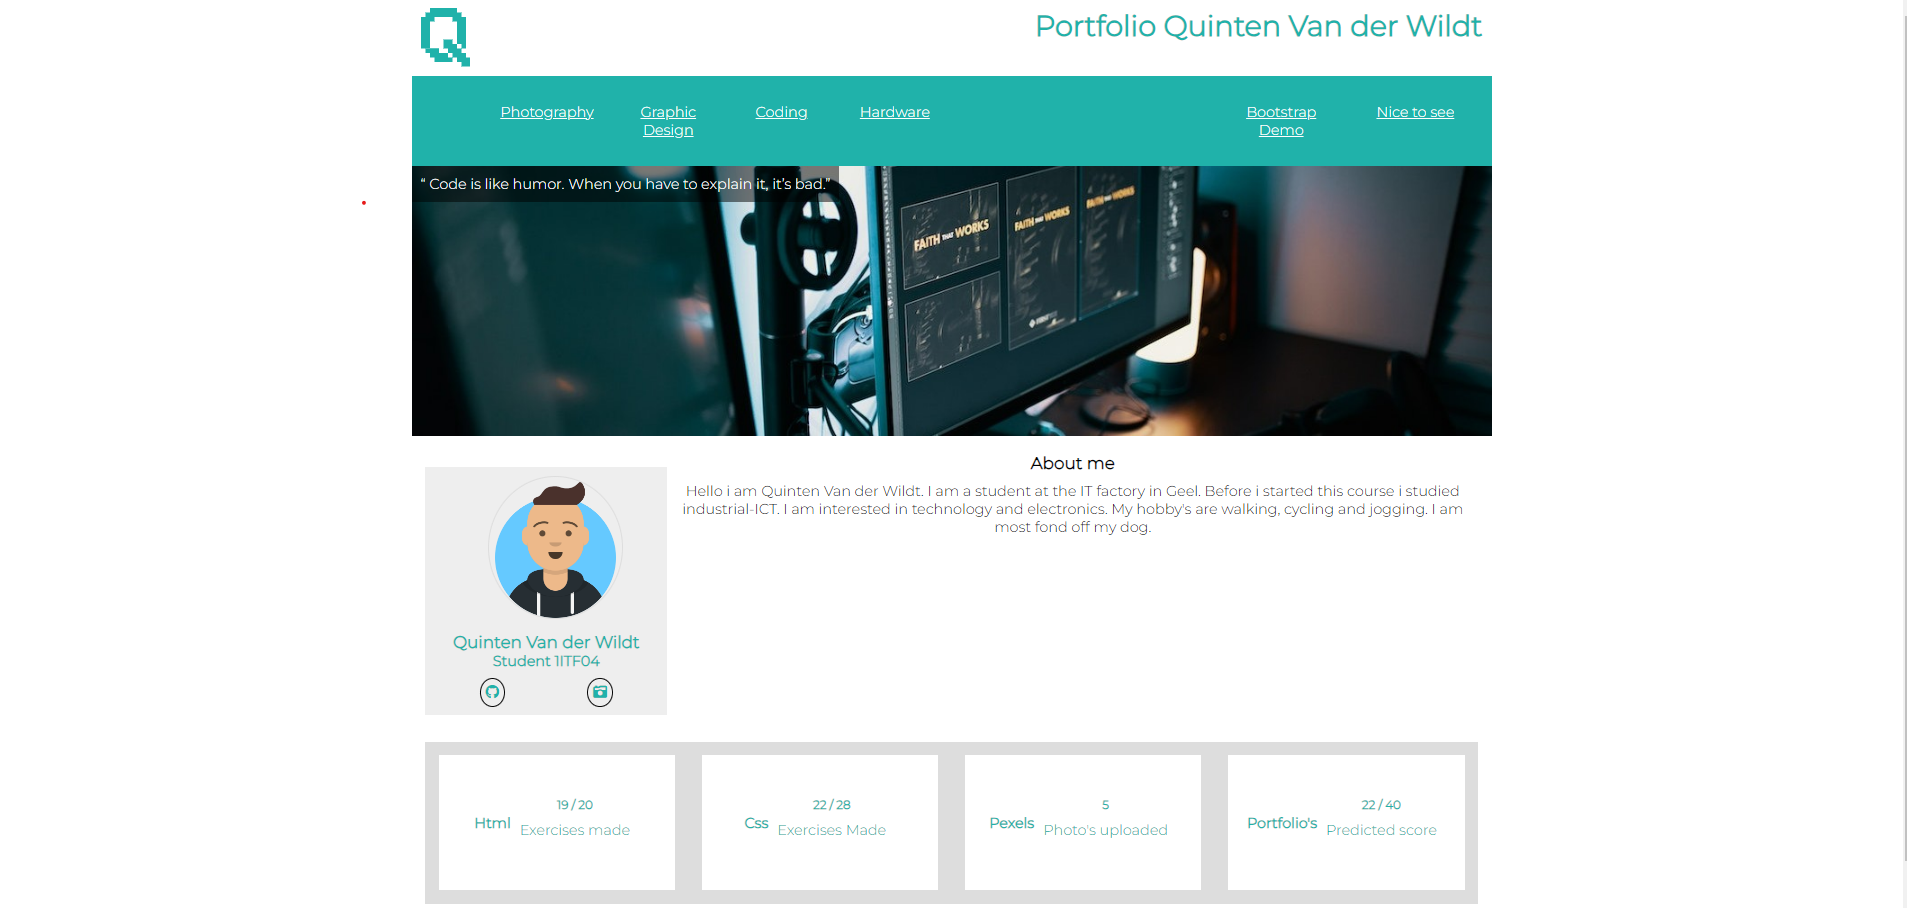 Q
Portfolio Quinten Van der Wildt
Photography
Graphic
Design
Coding
Hardware
Bootstrap
Demo
Nice to see
“ Code is like humor. When you have to explain it, it’s bad.”
FAITH THAT WORKS
FAITH THAT WORKS
FAITH THAT WORKS
About me
Hello i am Quinten Van der Wildt. I am a student at the IT factory in Geel. Before i started this course i studied
industrial-ICT. I am interested in technology and electronics. My hobby's are walking, cycling and jogging. I am
most fond off my dog.
Quinten Van der Wildt
Student 1ITF04
Html
19 / 20
Exercises made
Css
22 / 28
Exercises Made
Pexels
5
Photo's uploaded
Portfolio's
22 / 40
Predicted score